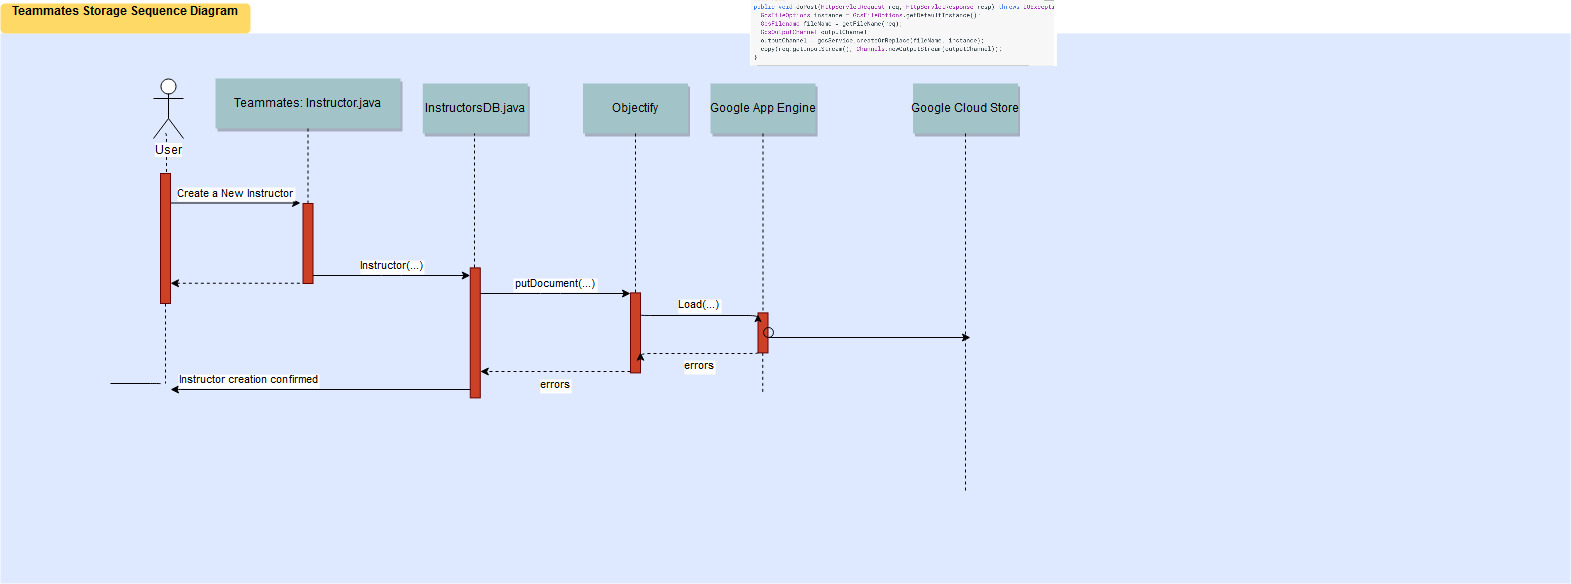 Teammates Storage Sequence Diagram
public void doPost(HttpServletRequest req, HttpServletResponse resp) throws IOExcepti
GcsFileOptions instance = GcsFileOptions.getDefaultInstance();
GcsFilename fileName = getFileName(req);
GcsOutputChannel outputChannel
outputChannel gcsService.createOrReplace(fileName, instance);
copy(req.getInputStream(), Channels.newOutputStream(outputChannel));
}
Teammates: Instructor.java
InstructorsDB.java
Objectify
Google App Engine
Google Cloud Store
User
Create a New Instructor
Instructor(...)
putDocument(...)
Load(...)
errors
errors
Instructor creation confirmed